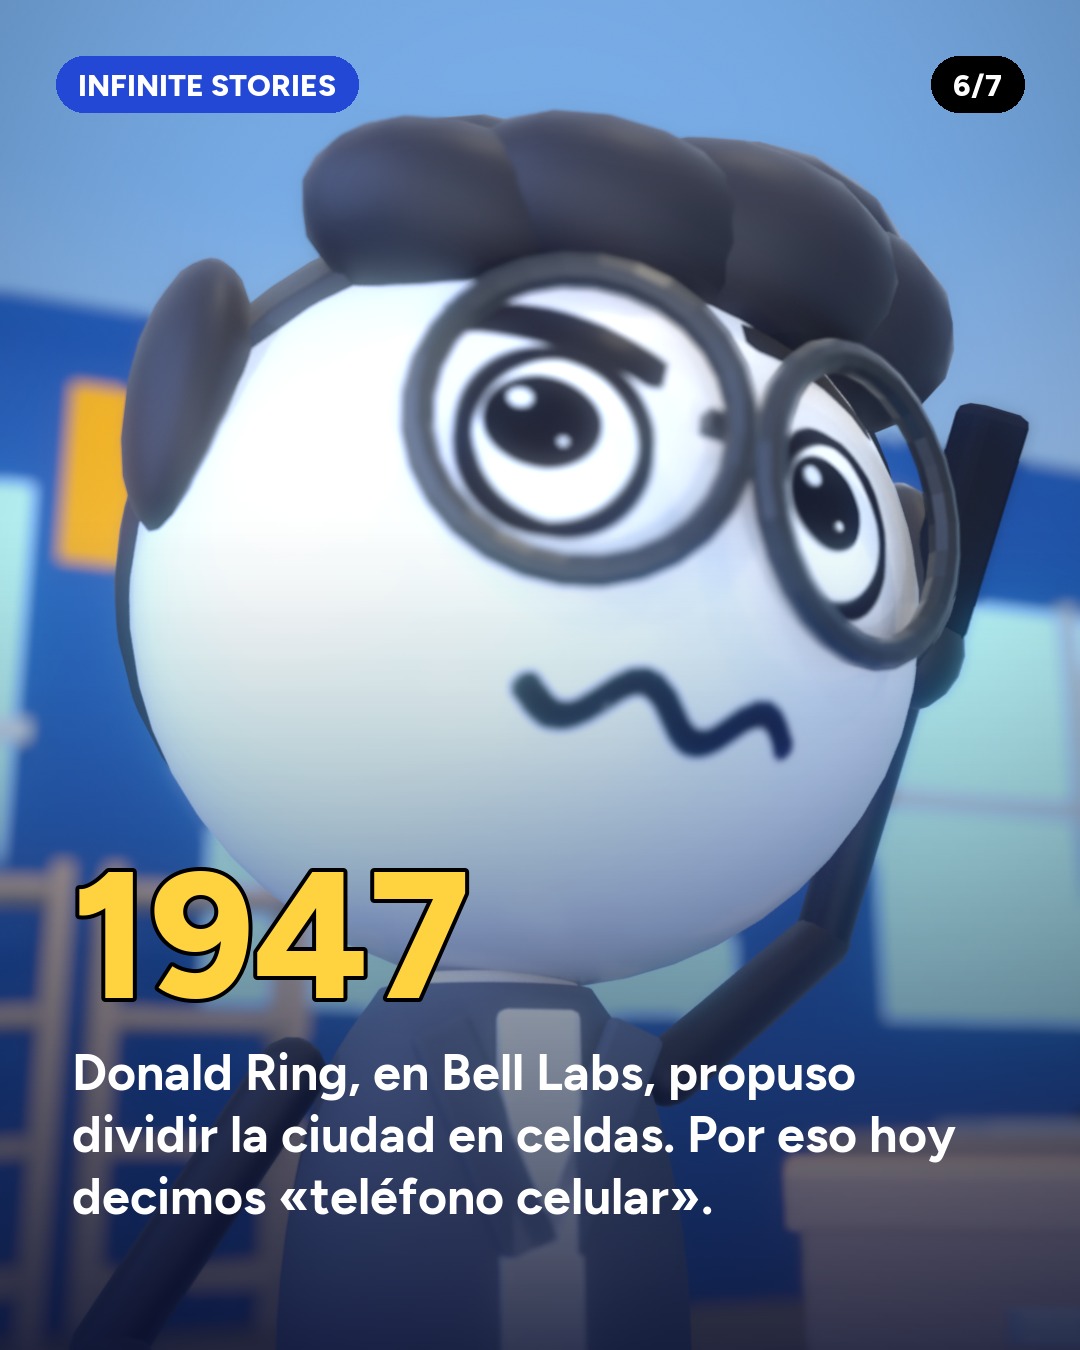 INFINITE STORIES
6/7
1947
Donald Ring, en Bell Labs, propuso
dividir la ciudad en celdas. Por eso hoy
decimos «teléfono celular».